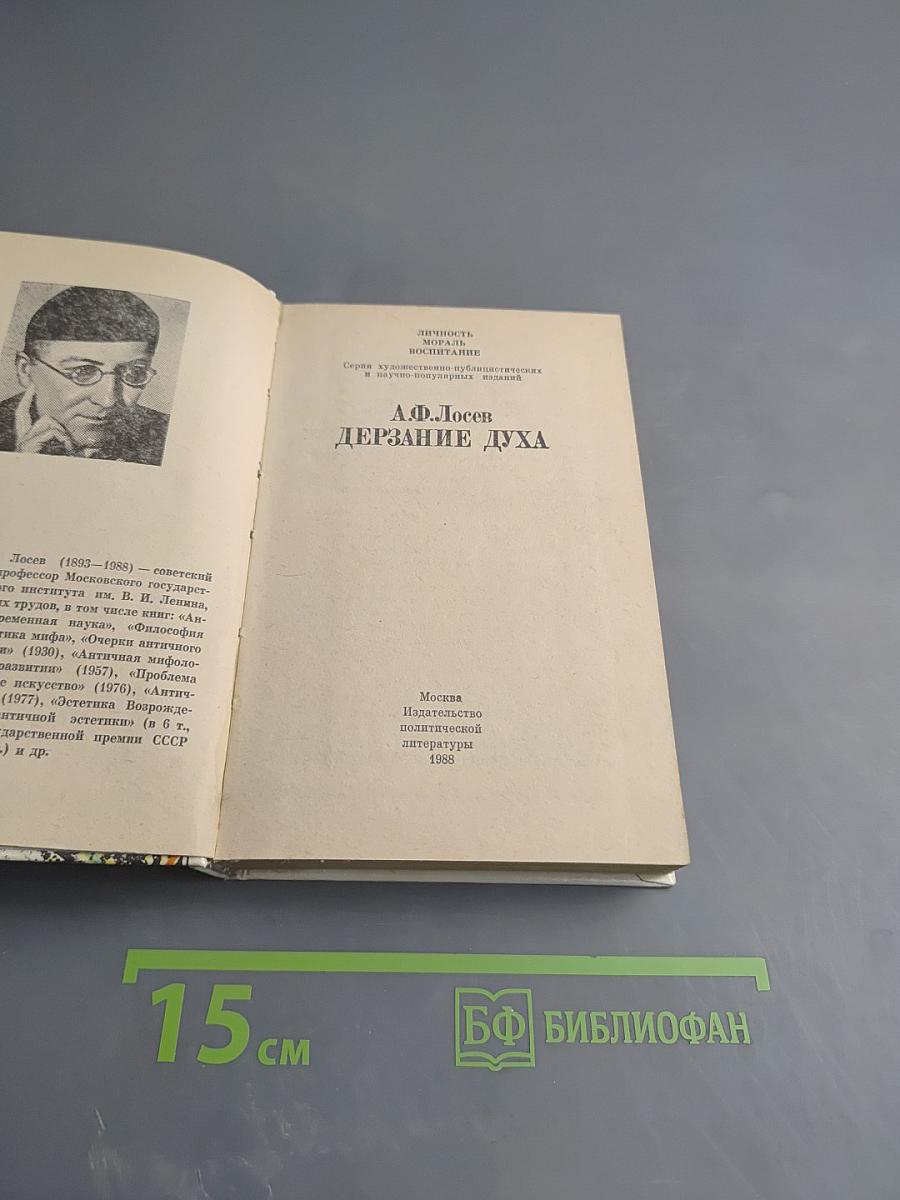 Лосев (1893—1988) — советский
профессор Московского государст-
го института им. В. И. Ленина,
х трудов, в том числе книг: «Ан-
ременная наука», «Философия
тика мифа», «Очерки античного
и» (1930), «Античная мифоло-
развитии» (1957), «Проблема
е искусство» (1976), «Антич-
(1977), «Эстетика Возрожде-
нтичной эстетики» (в 6 т.,
ударственной премии СССР
.) и др.
ЛИЧНОСТЬ
МОРАЛЬ
ВОСПИТАНИЕ
Серия художественно-публицистических
и научно-популярных изданий
А.Ф.Лосев
ДЕРЗАНИЕ ДУХА
Москва
Издательство
политической
литературы
1988
15 см
БФ БИБЛИОФАН